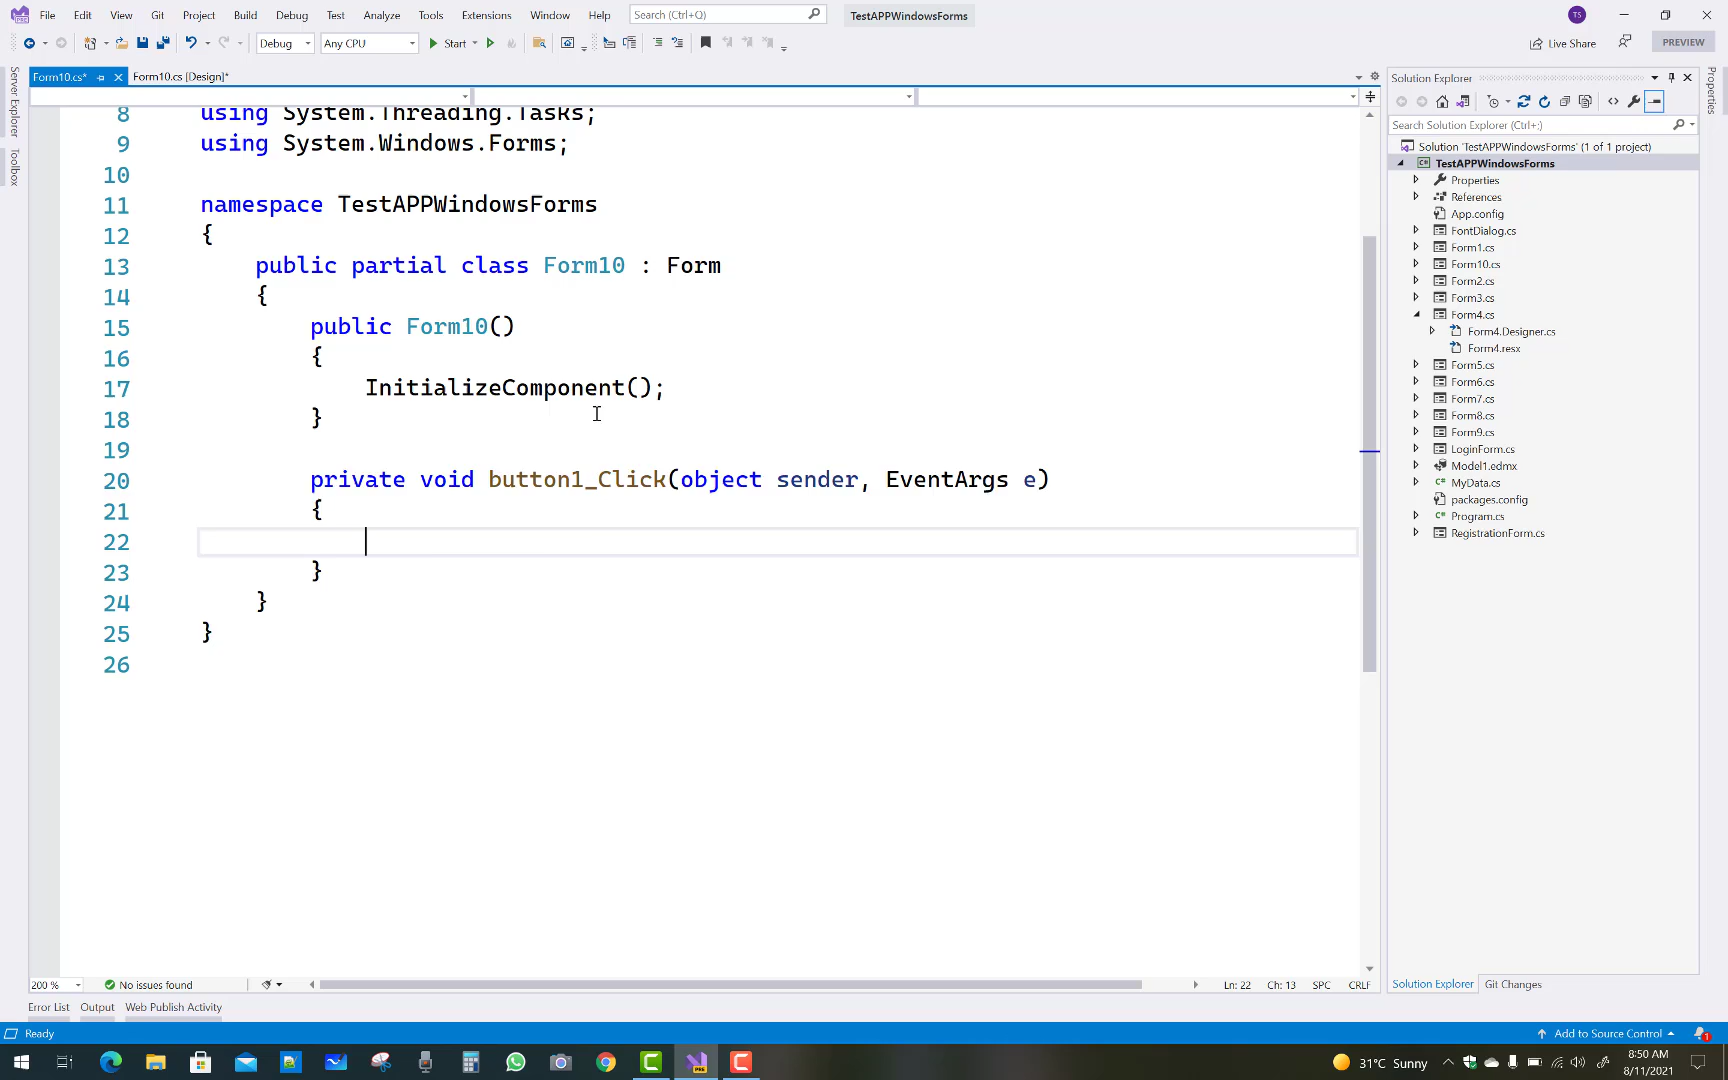 File Edit View Git Project Build Debug Test Analyze Tools Extensions Window Help Search (Ctrl+Q) TestAPPWindowsForms TS
Debug Any CPU Start Live Share PREVIEW
Form10.cs* Form10.cs [Design]*
Server Explorer
Toolbox
8 using System.Threading.Tasks;
9 using System.Windows.Forms;
10
11 namespace TestAPPWindowsForms
12 {
13 public partial class Form10 : Form
14 {
15 public Form10()
16 {
17 InitializeComponent();
18 }
19
20 private void button1_Click(object sender, EventArgs e)
21 {
22
23 }
24 }
25 }
26
200 % No issues found Ln: 22 Ch: 13 SPC CRLF
Error List Output Web Publish Activity
Solution Explorer
Search Solution Explorer (Ctrl+;)
Solution 'TestAPPWindowsForms' (1 of 1 project)
TestAPPWindowsForms
Properties
References
App.config
FontDialog.cs
Form1.cs
Form10.cs
Form2.cs
Form3.cs
Form4.cs
Form4.Designer.cs
Form4.resx
Form5.cs
Form6.cs
Form7.cs
Form8.cs
Form9.cs
LoginForm.cs
Model1.edmx
MyData.cs
packages.config
Program.cs
RegistrationForm.cs
Solution Explorer Git Changes
Properties
Ready Add to Source Control 1
31°C Sunny 8:50 AM
8/11/2021